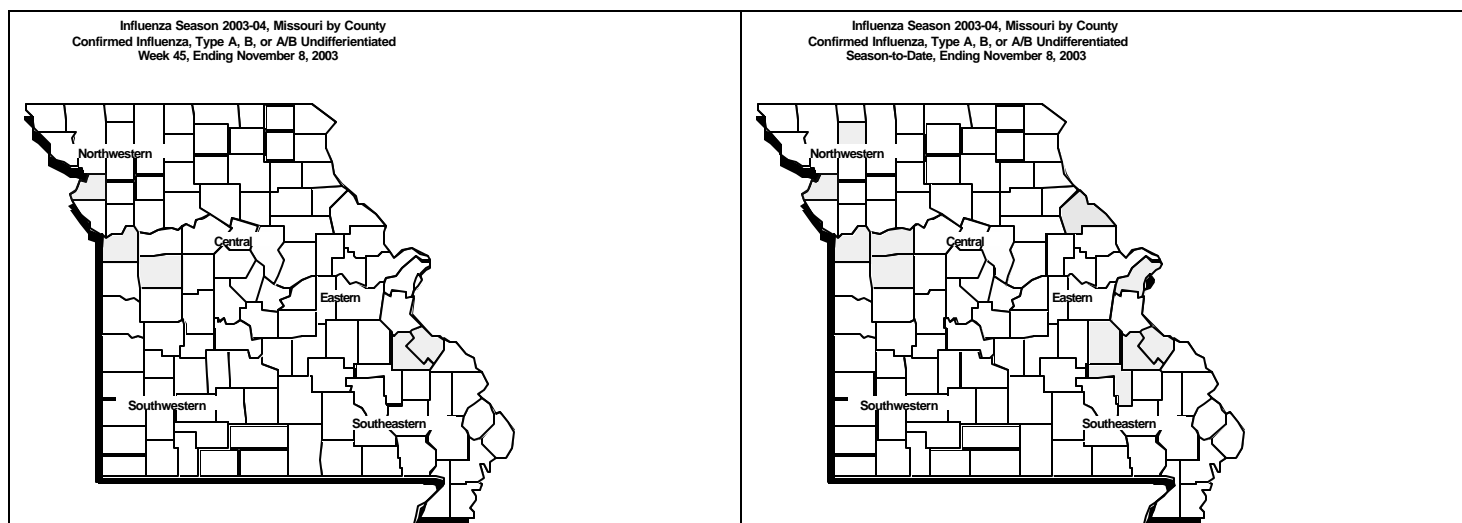 Influenza Season 2003-04, Missouri by County
Confirmed Influenza, Type A, B, or A/B Undifferientiated
Week 45, Ending November 8, 2003
Northwestern
Central
Eastern
Southwestern
Southeastern
Influenza Season 2003-04, Missouri by County
Confirmed Influenza, Type A, B, or A/B Undifferentiated
Season-to-Date, Ending November 8, 2003
Northwestern
Central
Eastern
Southwestern
Southeastern